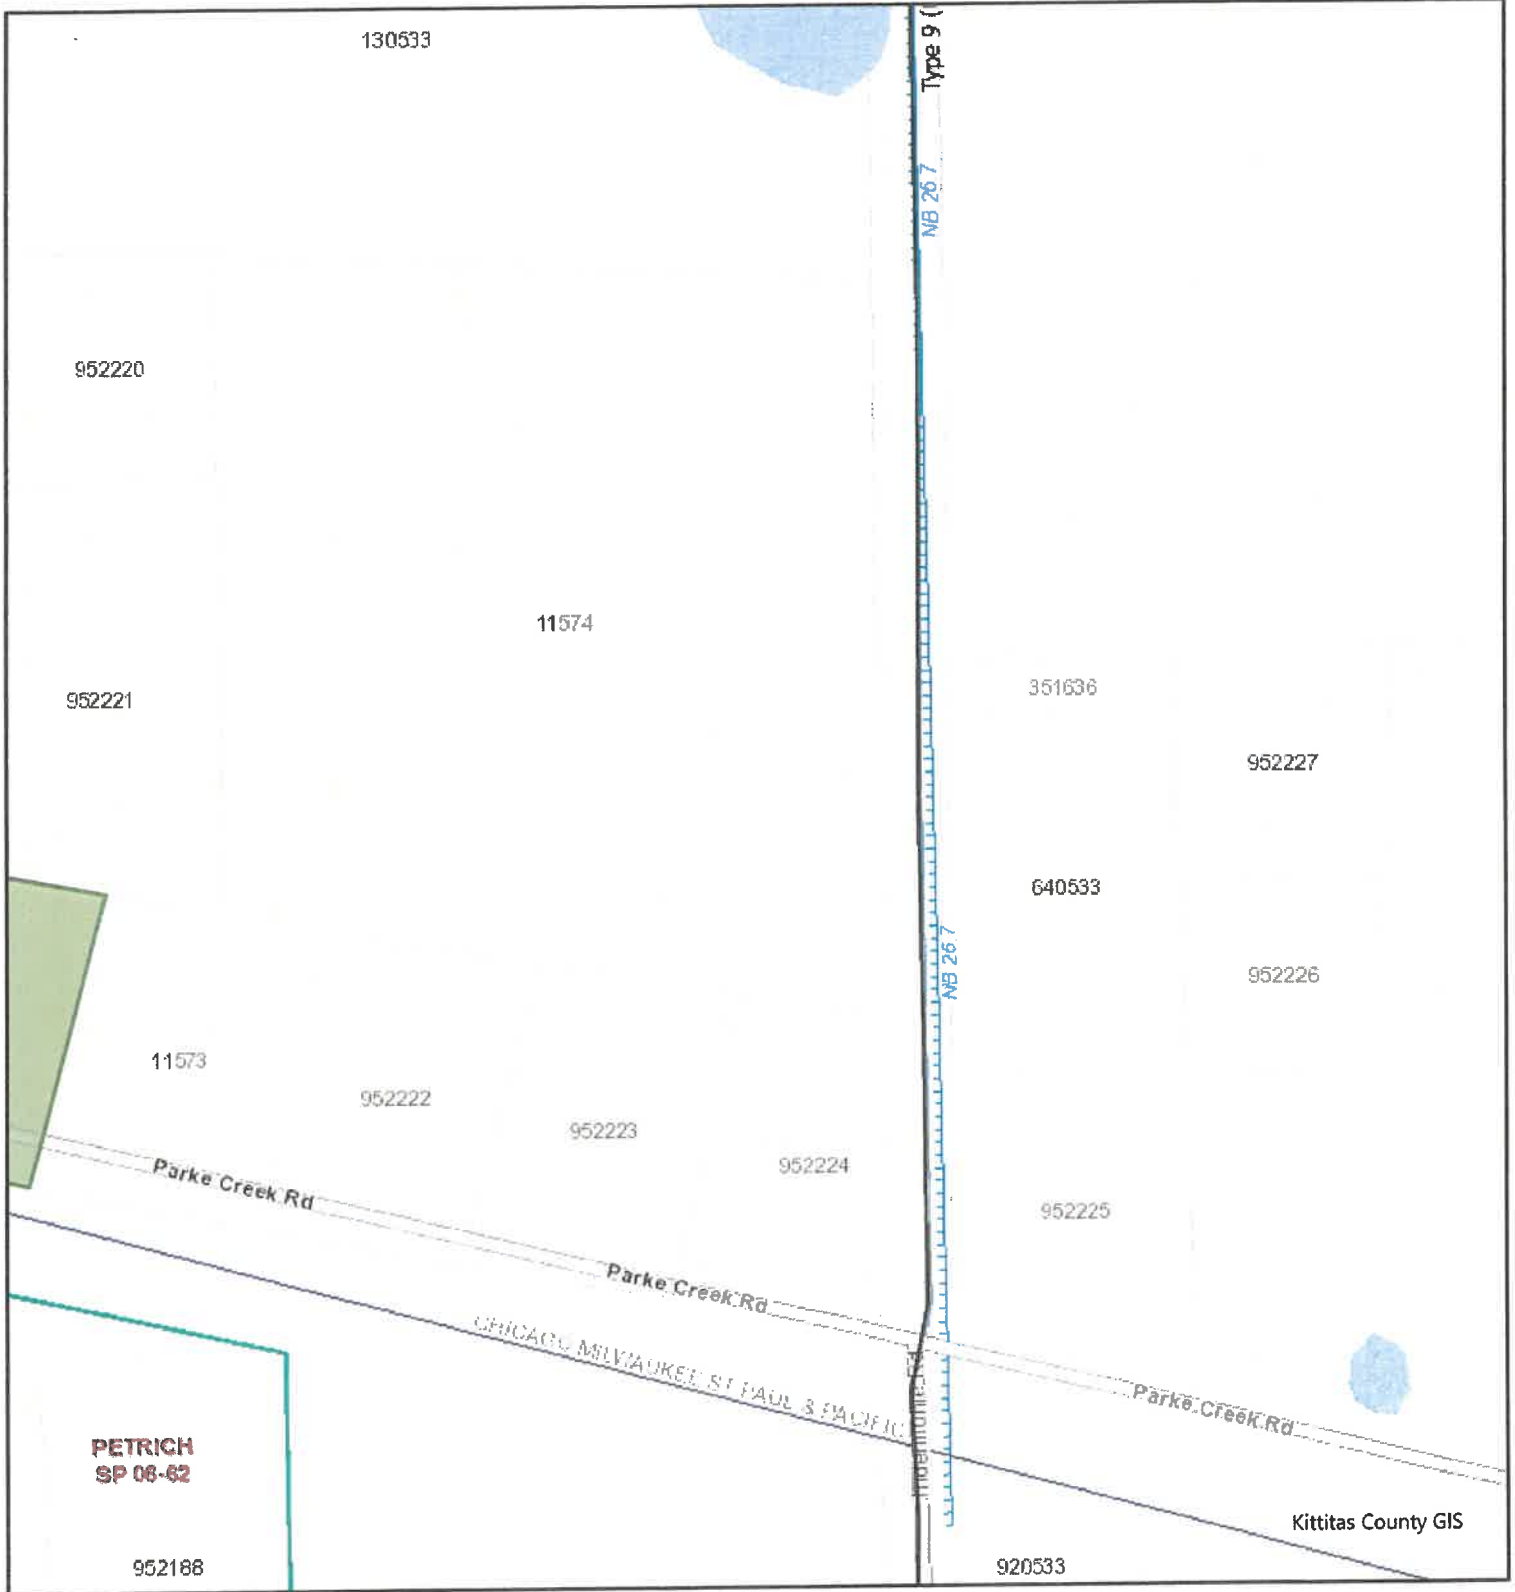 130533
Type 9 (
NB 26.7
952220
11574
952221
351636
952227
640533
NB 26.7
952226
11573
952222
952223
952224
952225
Parke Creek Rd
Parke Creek Rd
CHICAGO MILWAUKEE ST PAUL & PACIFIC
Parke Creek Rd
PETRICH
SP 06-62
Kittitas County GIS
952188
920533